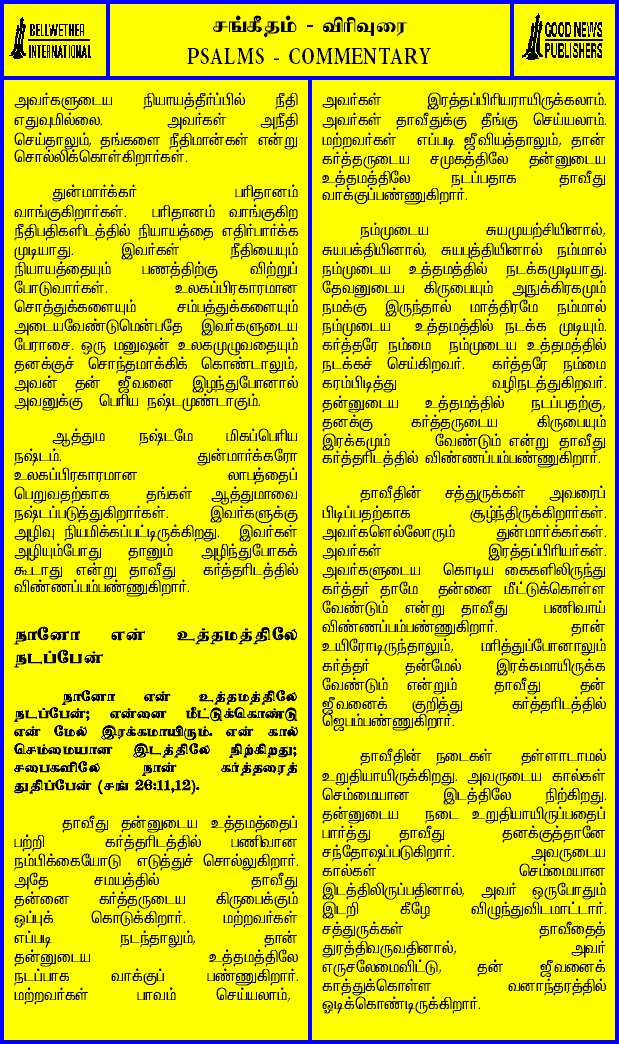 BELLWETHER
INTERNATIONAL
சங்கீதம் - விரிவுரை
PSALMS - COMMENTARY
GOOD NEWS
PUBLISHERS
அவர்களுடைய நியாயத்தீர்ப்பில் நீதி
எதுவுமில்லை. அவர்கள் அநீதி
செய்தாலும், தங்களை நீதிமான்கள் என்று
சொல்லிக்கொள்கிறார்கள்.
துன்மார்க்கர் பரிதானம்
வாங்குகிறார்கள். பரிதானம் வாங்குகிற
நீதிபதிகளிடத்தில் நியாயத்தை எதிர்பார்க்க
முடியாது. இவர்கள் நீதியையும்
நியாயத்தையும் பணத்திற்கு விற்றுப்
போடுவார்கள். உலகப்பிரகாரமான
சொத்துக்களையும் சம்பத்துக்களையும்
அடையவேண்டுமென்பதே இவர்களுடைய
பேராசை. ஒரு மனுஷன் உலகமுழுவதையும்
தனக்குச் சொந்தமாக்கிக் கொண்டாலும்,
அவன் தன் ஜீவனை இழந்துபோனால்
அவனுக்கு பெரிய நஷ்டமுண்டாகும்.
ஆத்தும நஷ்டமே மிகப்பெரிய
நஷ்டம். துன்மார்க்கரோ
உலகப்பிரகாரமான லாபத்தைப்
பெறுவதற்காக தங்கள் ஆத்துமாவை
நஷ்டப்படுத்துகிறார்கள். இவர்களுக்கு
அழிவு நியமிக்கப்பட்டிருக்கிறது. இவர்கள்
அழியும்போது தானும் அழிந்துபோகக்
கூடாது என்று தாவீது கர்த்தரிடத்தில்
விண்ணப்பம்பண்ணுகிறார்.
நானோ என் உத்தமத்திலே
நடப்பேன்
நானோ என் உத்தமத்திலே
நடப்பேன்; என்னை மீட்டுக்கொண்டு
என் மேல் இரக்கமாயிரும். என் கால்
செம்மையான இடத்திலே நிற்கிறது;
சபைகளிலே நான் கர்த்தரைத்
துதிப்பேன் (சங் 26:11,12).
தாவீது தன்னுடைய உத்தமத்தைப்
பற்றி கர்த்தரிடத்தில் பணிவான
நம்பிக்கையோடு எடுத்துச் சொல்லுகிறார்.
அதே சமயத்தில் தாவீது
தன்னை கர்த்தருடைய கிருபைக்கும்
ஒப்புக் கொடுக்கிறார். மற்றவர்கள்
எப்படி நடந்தாலும், தான்
தன்னுடைய உத்தமத்திலே
நடப்பாக வாக்குப் பண்ணுகிறார்.
மற்றவர்கள் பாவம் செய்யலாம்,
அவர்கள் இரத்தப்பிரியராயிருக்கலாம்.
அவர்கள் தாவீதுக்கு தீங்கு செய்யலாம்.
மற்றவர்கள் எப்படி ஜீவியத்தாலும், தான்
கர்த்தருடைய சமுகத்திலே தன்னுடைய
உத்தமத்திலே நடப்பதாக தாவீது
வாக்குப்பண்ணுகிறார்.
நம்முடைய சுயமுயற்சியினால்,
சுயபக்தியினால், சுயபுத்தியினால் நம்மால்
நம்முடைய உத்தமத்தில் நடக்கமுடியாது.
தேவனுடைய கிருபையும் அநுக்கிரகமும்
நமக்கு இருந்தால் மாத்திரமே நம்மால்
நம்முடைய உத்தமத்தில் நடக்க முடியும்.
கர்த்தரே நம்மை நம்முடைய உத்தமத்தில்
நடக்கச் செய்கிறவர். கர்த்தரே நம்மை
கரம்பிடித்து வழிநடத்துகிறவர்.
தன்னுடைய உத்தமத்தில் நடப்பதற்கு,
தனக்கு கர்த்தருடைய கிருபையும்
இரக்கமும் வேண்டும் என்று தாவீது
கர்த்தரிடத்தில் விண்ணப்பம்பண்ணுகிறார்.
தாவீதின் சத்துருக்கள் அவரைப்
பிடிப்பதற்காக சூழ்ந்திருக்கிறார்கள்.
அவர்களெல்லோரும் துன்மார்க்கர்கள்.
அவர்கள் இரத்தப்பிரியர்கள்.
அவர்களுடைய கொடிய கைகளிலிருந்து
கர்த்தர் தாமே தன்னை மீட்டுக்கொள்ள
வேண்டும் என்று தாவீது பணிவாய்
விண்ணப்பம்பண்ணுகிறார். தான்
உயிரோடிருந்தாலும், மரித்துப்போனாலும்
கர்த்தர் தன்மேல் இரக்கமாயிருக்க
வேண்டும் என்றும் தாவீது தன்
ஜீவனைக் குறித்து கர்த்தரிடத்தில்
ஜெபம்பண்ணுகிறார்.
தாவீதின் நடைகள் தள்ளாடாமல்
உறுதியாயிருக்கிறது. அவருடைய கால்கள்
செம்மையான இடத்திலே நிற்கிறது.
தன்னுடைய நடை உறுதியாயிருப்பதைப்
பார்த்து தாவீது தனக்குத்தானே
சந்தோஷப்படுகிறார். அவருடைய
கால்கள் செம்மையான
இடத்திலிருப்பதினால், அவர் ஒருபோதும்
இடறி கீழே விழுந்துவிடமாட்டார்.
சத்துருக்கள் தாவீதைத்
துரத்திவருவதினால், அவர்
எருசலேமைவிட்டு, தன் ஜீவனைக்
காத்துக்கொள்ள வனாந்தரத்தில்
ஓடிக்கொண்டிருக்கிறார்.